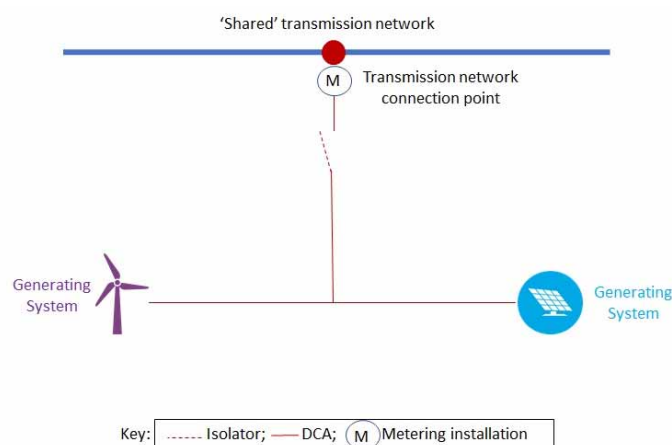 'Shared' transmission network
M
Transmission network
connection point
Generating
System
Generating
System
Key: Isolator; DCA; M Metering installation